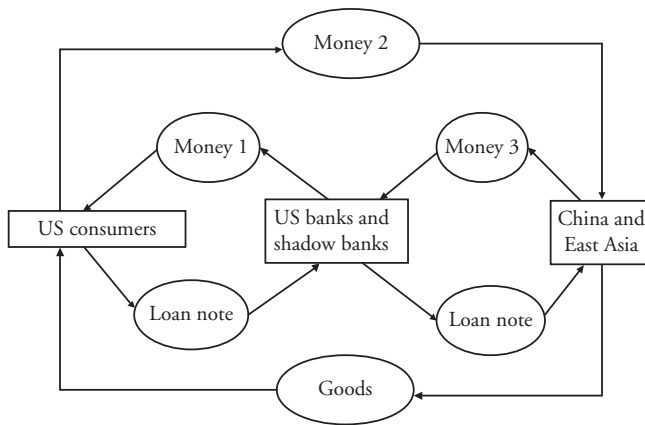 Money 2
Money 1
Money 3
US consumers
US banks and
shadow banks
China and
East Asia
Loan note
Loan note
Goods